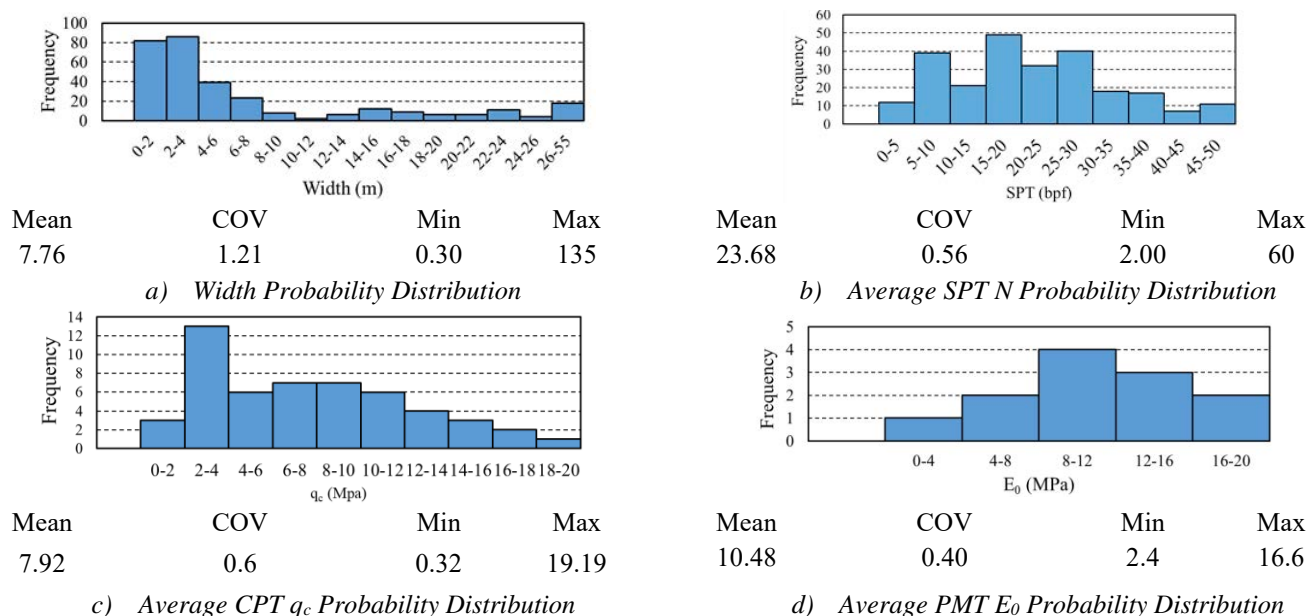 100
80
60
40
20
0
Frequency
0-2 2-4 4-6 6-8 8-10 10-12 12-14 14-16 16-18 18-20 20-22 22-24 24-26 26-55
Width (m)
Mean COV Min Max
7.76 1.21 0.30 135
a) Width Probability Distribution
60
50
40
30
20
10
0
Frequency
0-5 5-10 10-15 15-20 20-25 25-30 30-35 35-40 40-45 45-50
SPT (bpf)
Mean COV Min Max
23.68 0.56 2.00 60
b) Average SPT N Probability Distribution
14
12
10
8
6
4
2
0
Frequency
0-2 2-4 4-6 6-8 8-10 10-12 12-14 14-16 16-18 18-20
qc (Mpa)
Mean COV Min Max
7.92 0.6 0.32 19.19
c) Average CPT qc Probability Distribution
5
4
3
2
1
0
Frequency
0-4 4-8 8-12 12-16 16-20
E0 (MPa)
Mean COV Min Max
10.48 0.40 2.4 16.6
d) Average PMT E0 Probability Distribution